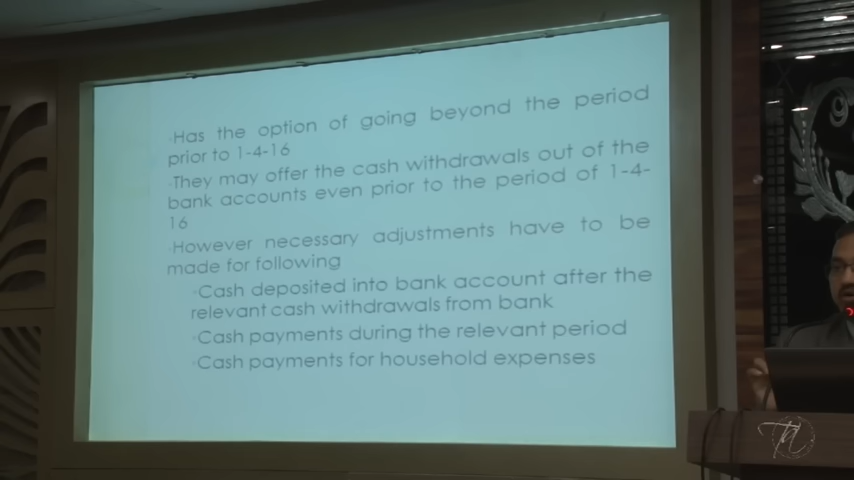 Has the option of going beyond the period
prior to 1-4-16
They may offer the cash withdrawals out of the
bank accounts even prior to the period of 1-4-
16
However necessary adjustments have to be
made for following
Cash deposited into bank account after the
relevant cash withdrawals from bank
Cash payments during the relevant period
Cash payments for household expenses